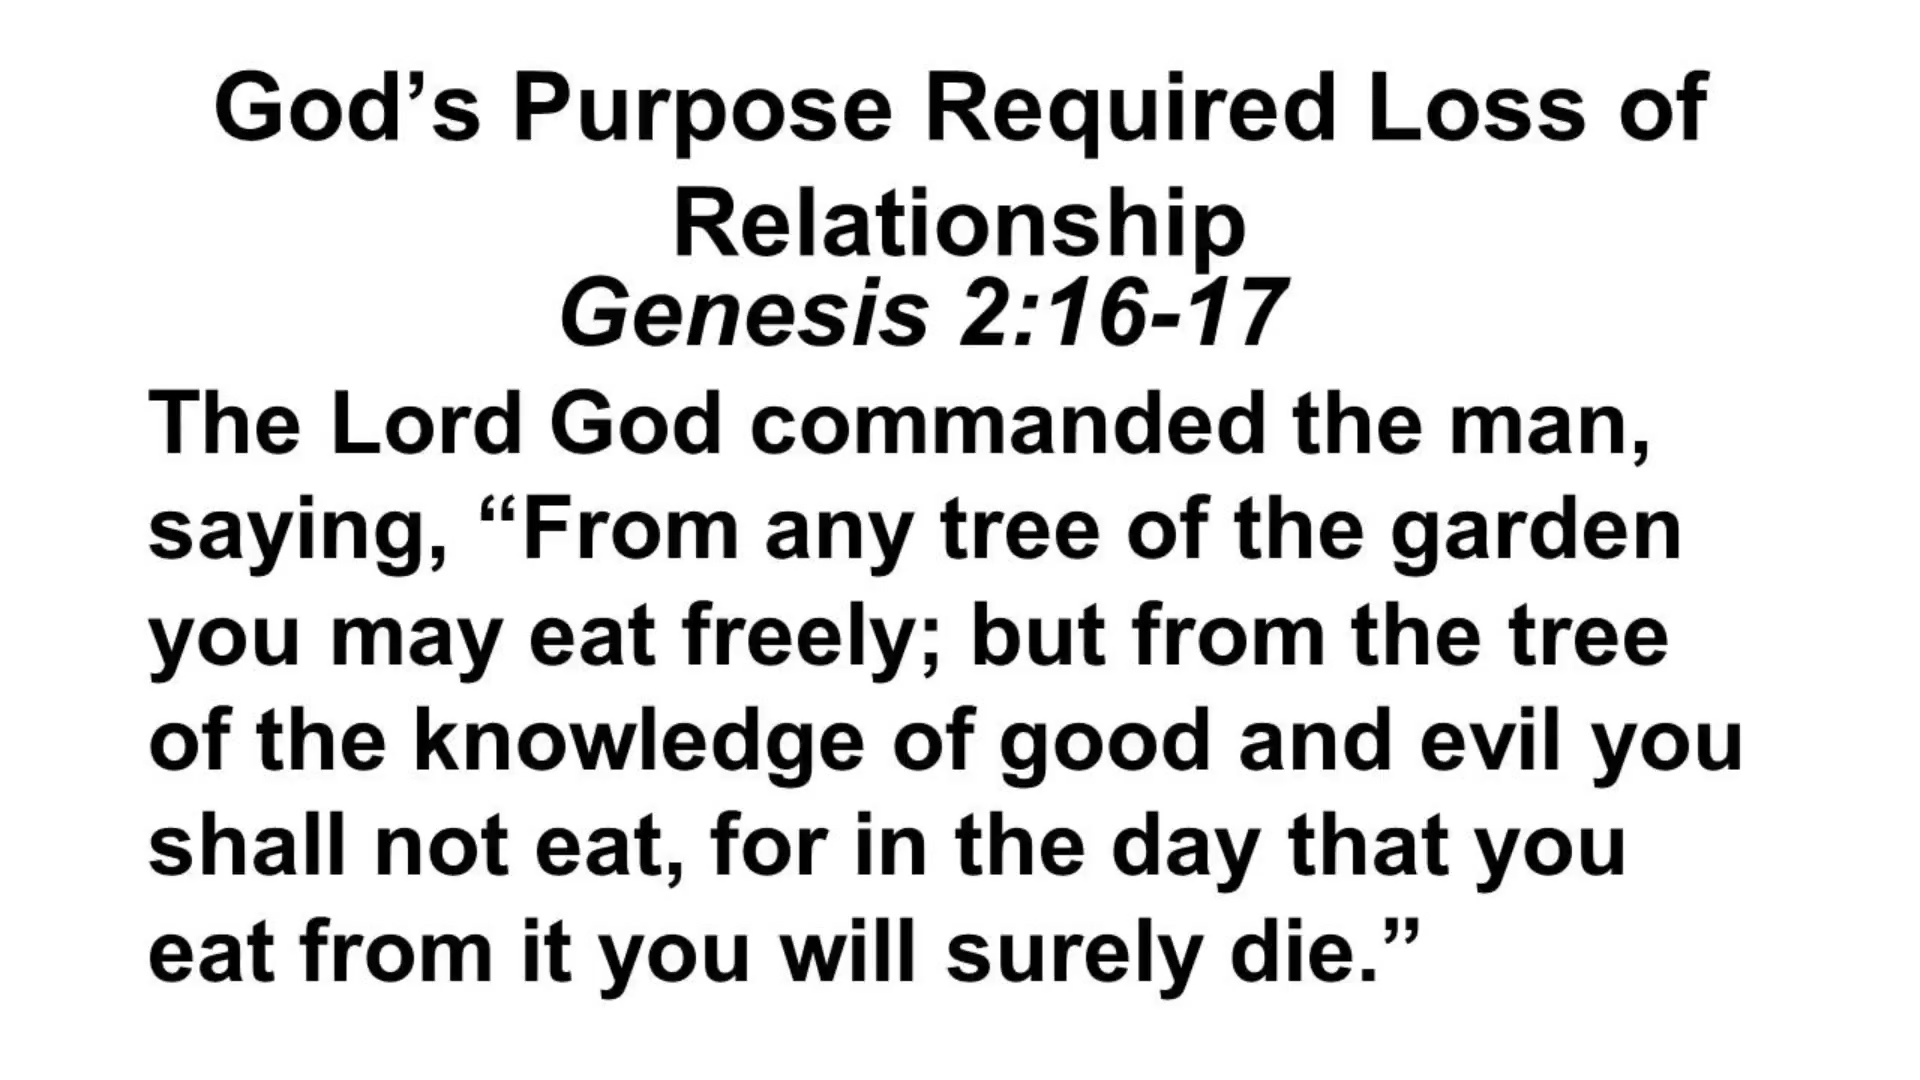 God’s Purpose Required Loss of
Relationship
Genesis 2:16-17
The Lord God commanded the man,
saying, “From any tree of the garden
you may eat freely; but from the tree
of the knowledge of good and evil you
shall not eat, for in the day that you
eat from it you will surely die.”